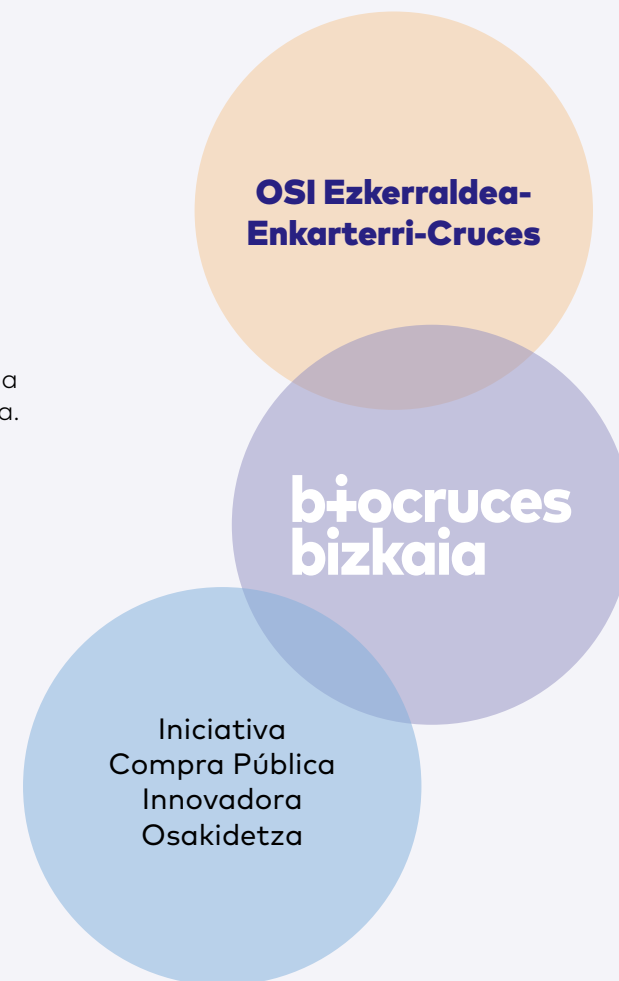 OSI Ezkerraldea-
Enkarterri-Cruces
a
a.
biocruces
bizkaia
Iniciativa
Compra Pública
Innovadora
Osakidetza